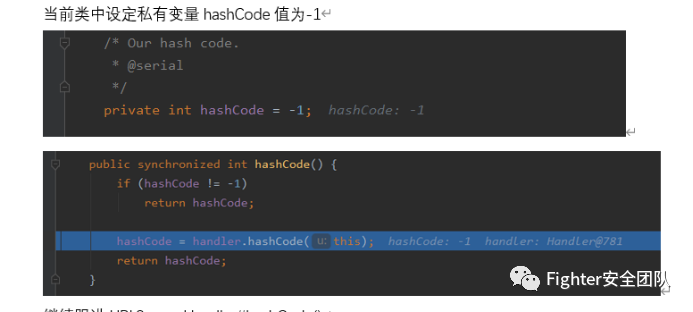 当前类中设定私有变量 hashCode 值为-1
/* Our hash code.
* @serial
*/
private int hashCode = -1; hashCode: -1
public synchronized int hashCode() {
if (hashCode != -1)
return hashCode;
hashCode = handler.hashCode( u: this); hashCode: -1 handler: Handler@781
return hashCode;
}
Fighter安全团队